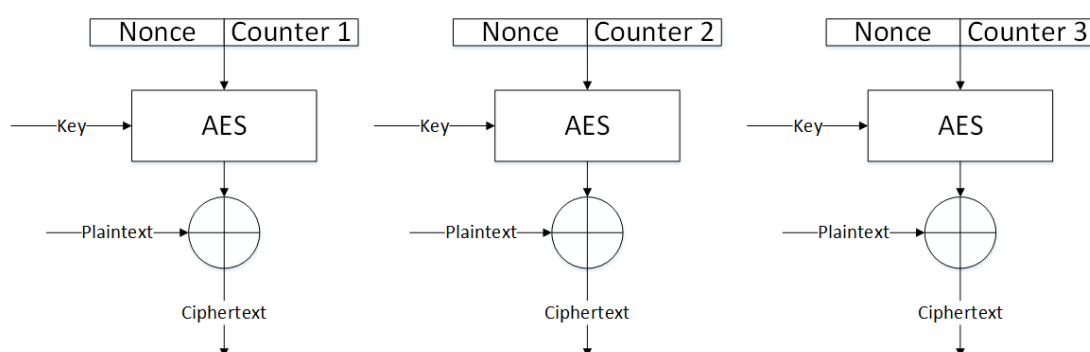 Nonce Counter 1 Nonce Counter 2 Nonce Counter 3
Key AES Key AES Key AES
Plaintext Plaintext Plaintext
Ciphertext Ciphertext Ciphertext